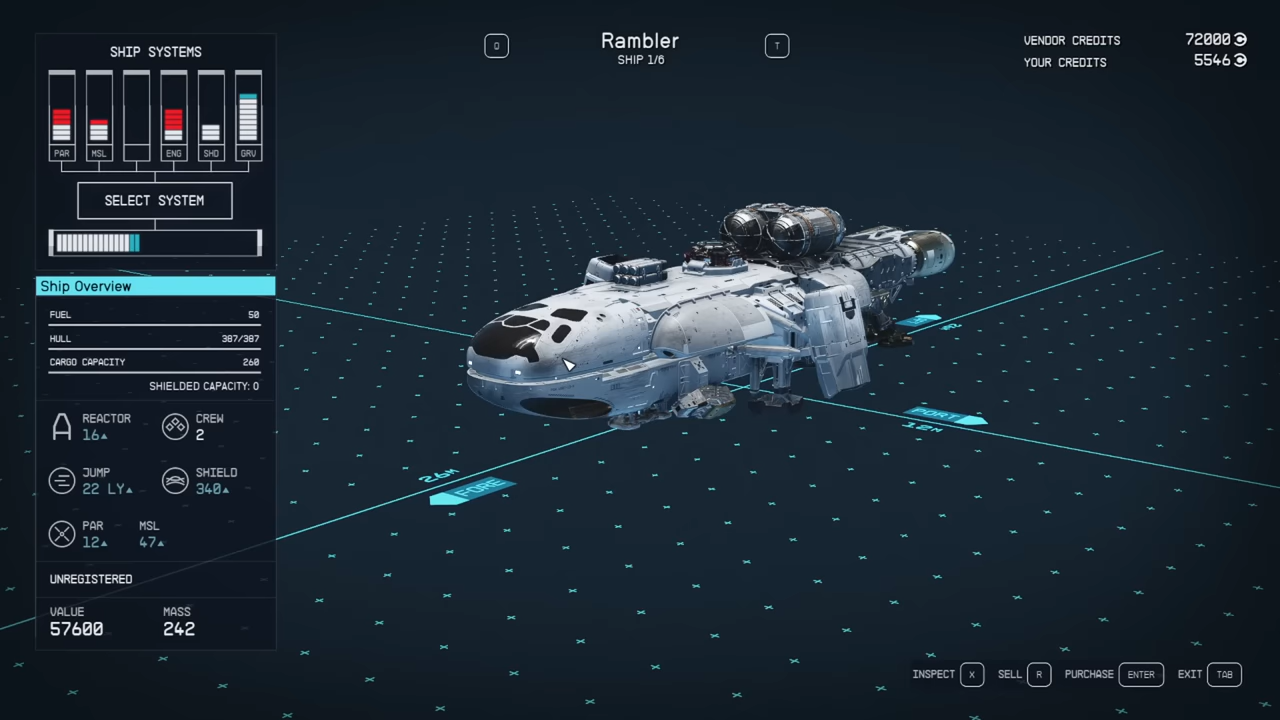 SHIP SYSTEMS
PAR MSL ENG SHD GRV
SELECT SYSTEM
Ship Overview
FUEL 50
HULL 387/387
CARGO CAPACITY 260
SHIELDED CAPACITY: 0
REACTOR 16
CREW 2
JUMP 22 LY
SHIELD 340
PAR 12
MSL 47
UNREGISTERED
VALUE 57600
MASS 242
Q
Rambler
SHIP 1/6
T
VENDOR CREDITS 72000
YOUR CREDITS 5546
26M
FORE
PORT
12M
INSPECT X SELL R PURCHASE ENTER EXIT TAB